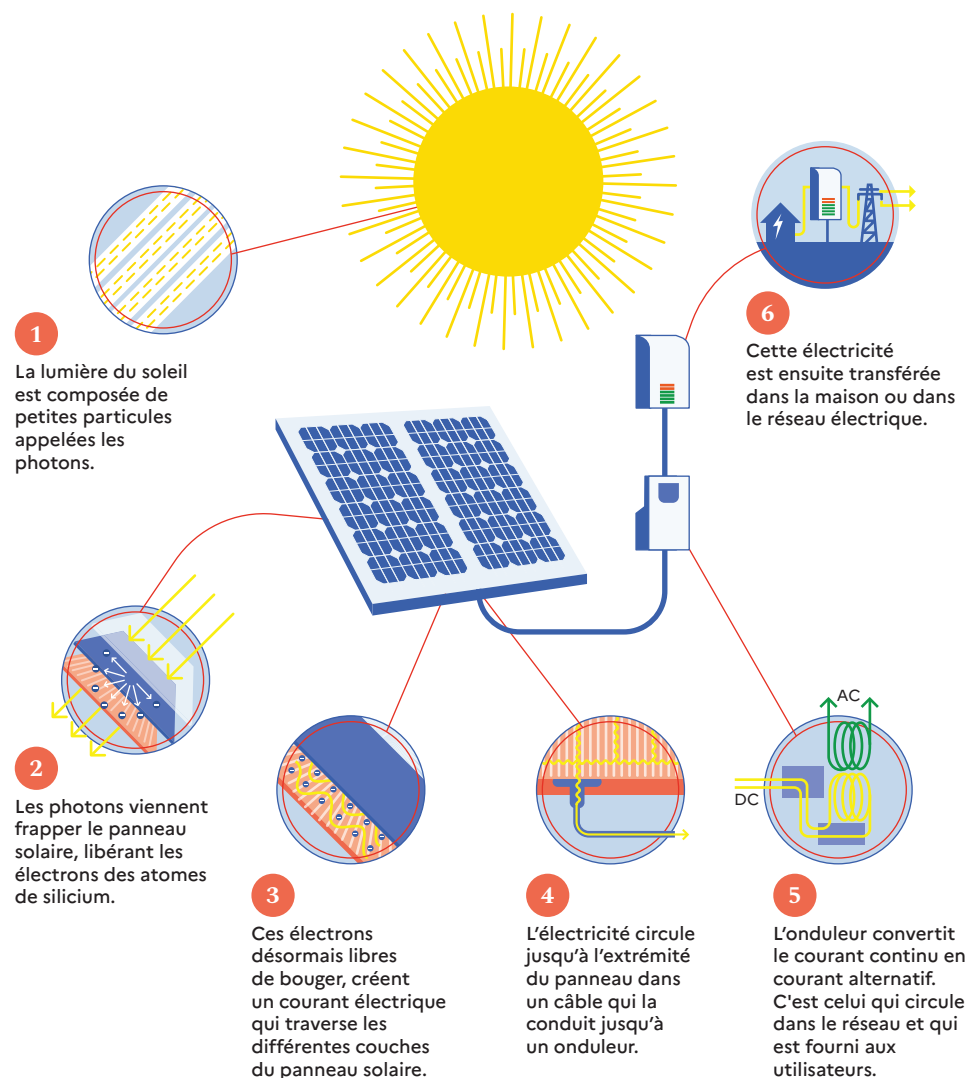 1
La lumière du soleil
est composée de
petites particules
appelées les
photons.
2
Les photons viennent
frapper le panneau
solaire, libérant les
électrons des atomes
de silicium.
3
Ces électrons
désormais libres
de bouger, créent
un courant électrique
qui traverse les
différentes couches
du panneau solaire.
4
L’électricité circule
jusqu’à l’extrémité
du panneau dans
un câble qui la
conduit jusqu’à
un onduleur.
AC
DC
5
L’onduleur convertit
le courant continu en
courant alternatif.
C'est celui qui circule
dans le réseau et qui
est fourni aux
utilisateurs.
6
Cette électricité
est ensuite transférée
dans la maison ou dans
le réseau électrique.